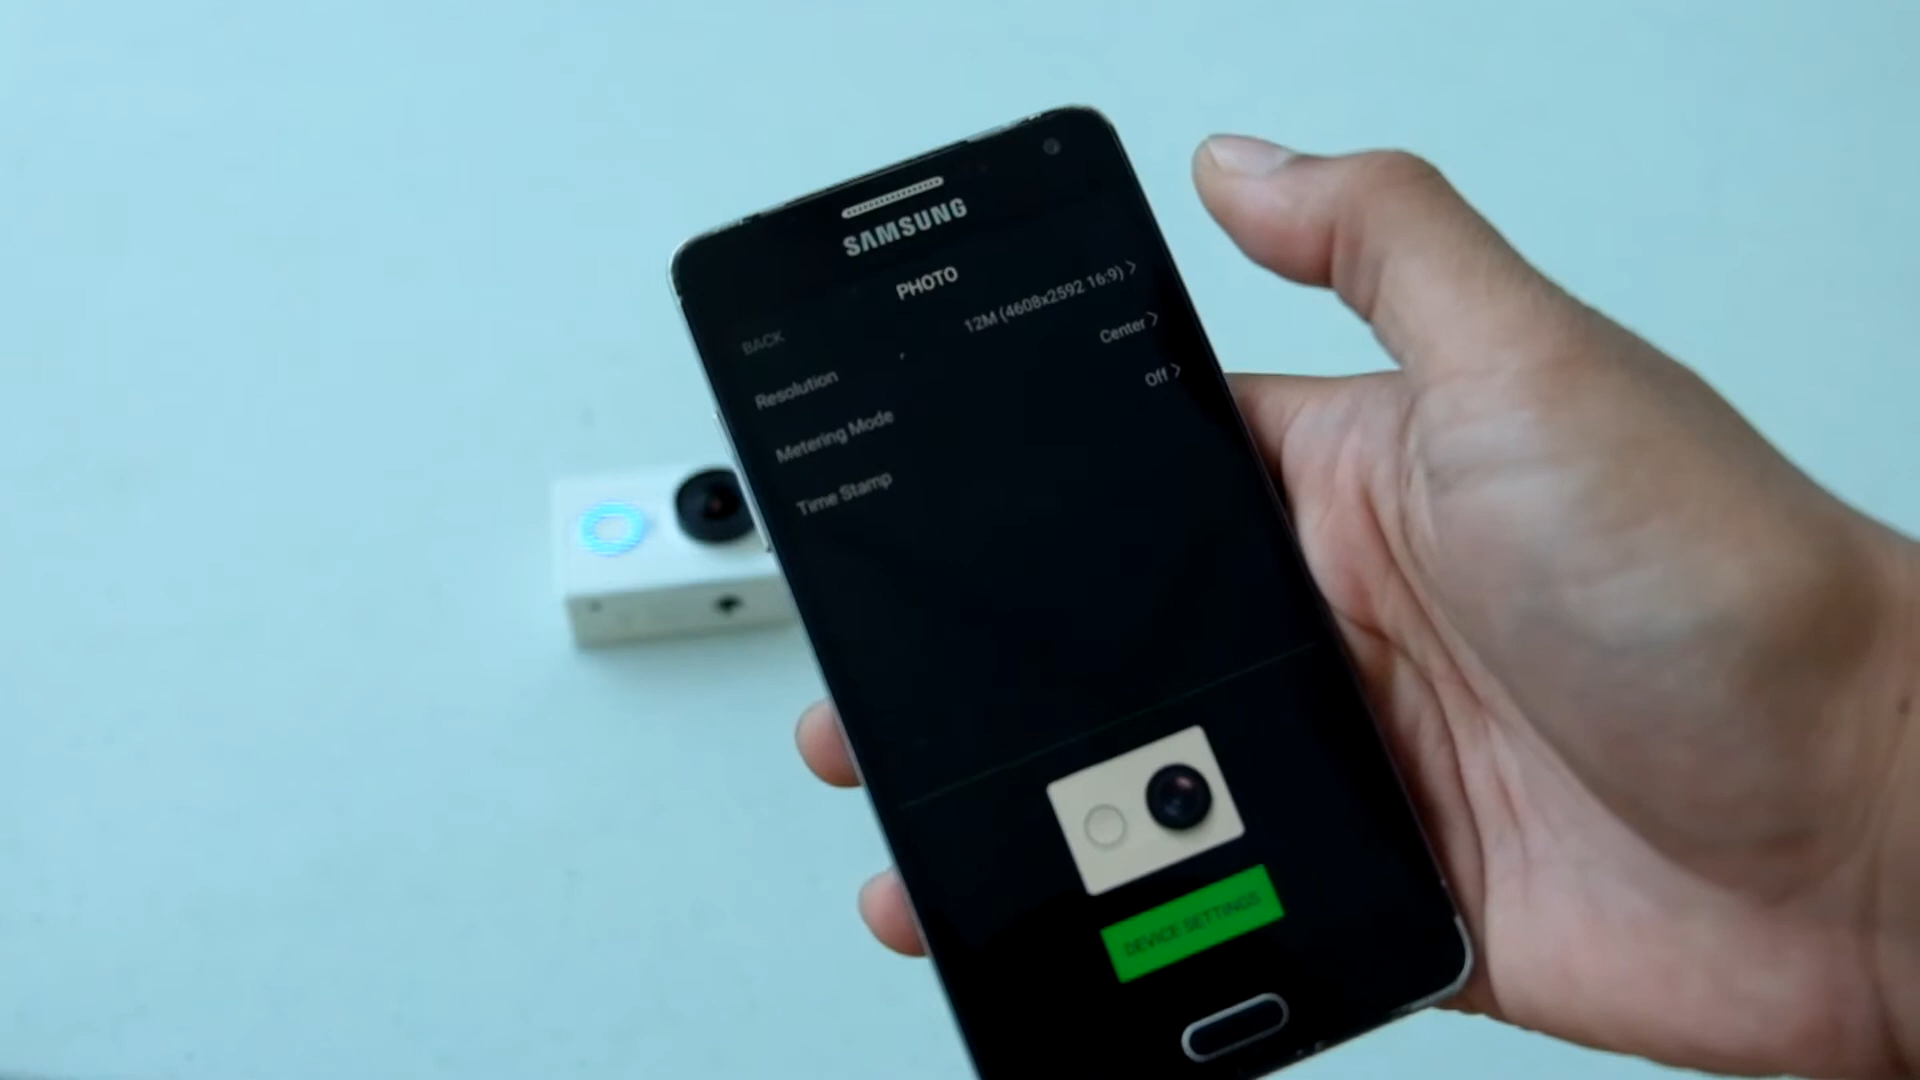 SAMSUNG
PHOTO
BACK
Resolution 12M (4608x2592 16:9) >
Metering Mode Center >
Time Stamp Off >
DEVICE SETTINGS